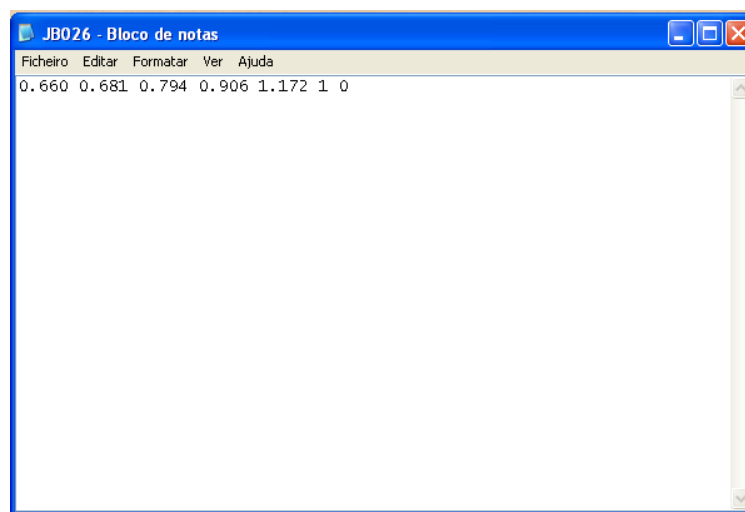 JB026 - Bloco de notas
Ficheiro Editar Formatar Ver Ajuda
0.660 0.681 0.794 0.906 1.172 1 0